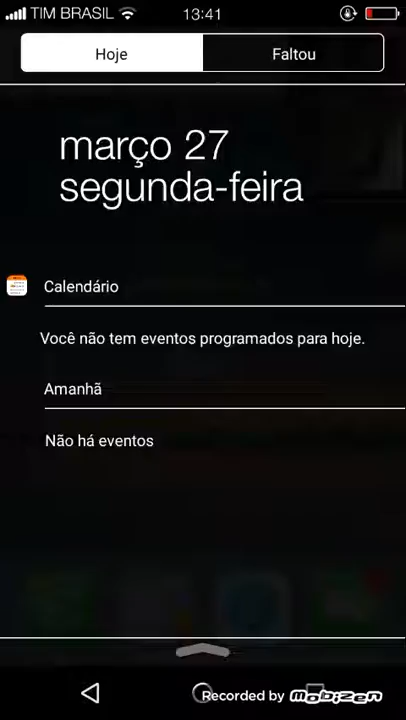 TIM BRASIL 13:41
Hoje Faltou
março 27
segunda-feira
Calendário
Você não tem eventos programados para hoje.
Amanhã
Não há eventos
Recorded by Mobizen